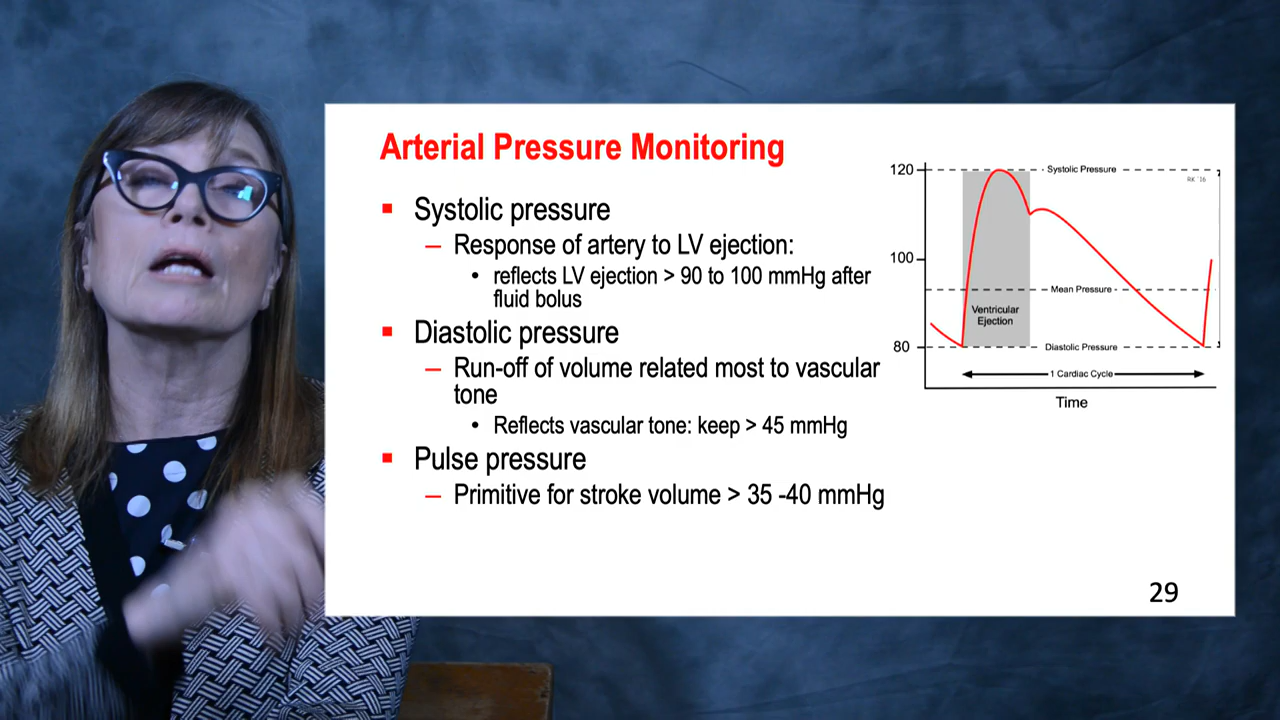 Arterial Pressure Monitoring
Systolic pressure
– Response of artery to LV ejection:
• reflects LV ejection > 90 to 100 mmHg after
fluid bolus
Diastolic pressure
– Run-off of volume related most to vascular
tone
• Reflects vascular tone: keep > 45 mmHg
Pulse pressure
– Primitive for stroke volume > 35 -40 mmHg
120
Systolic Pressure
RK '16
100
Mean Pressure
Ventricular
Ejection
80
Diastolic Pressure
1 Cardiac Cycle
Time
29